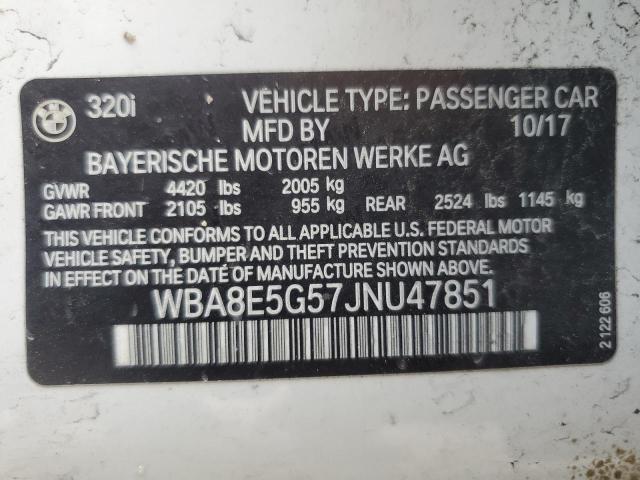 320i VEHICLE TYPE: PASSENGER CAR
MFD BY 10/17
BAYERISCHE MOTOREN WERKE AG
GVWR 4420 lbs 2005 kg
GAWR FRONT 2105 lbs 955 kg REAR 2524 lbs 1145 kg
THIS VEHICLE CONFORMS TO ALL APPLICABLE U.S. FEDERAL MOTOR
VEHICLE SAFETY, BUMPER AND THEFT PREVENTION STANDARDS
IN EFFECT ON THE DATE OF MANUFACTURE SHOWN ABOVE.
WBA8E5G57JNU47851
2 122 606